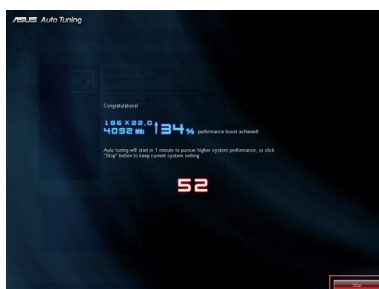 ASUS Auto Tuning
Congratulations!
186 X 22.0
4092 MHz 34% performance boost achieved!
Auto tuning will start in 1 minute to pursue higher system performance, or click
"Stop" button to keep current system setting.
52
Stop